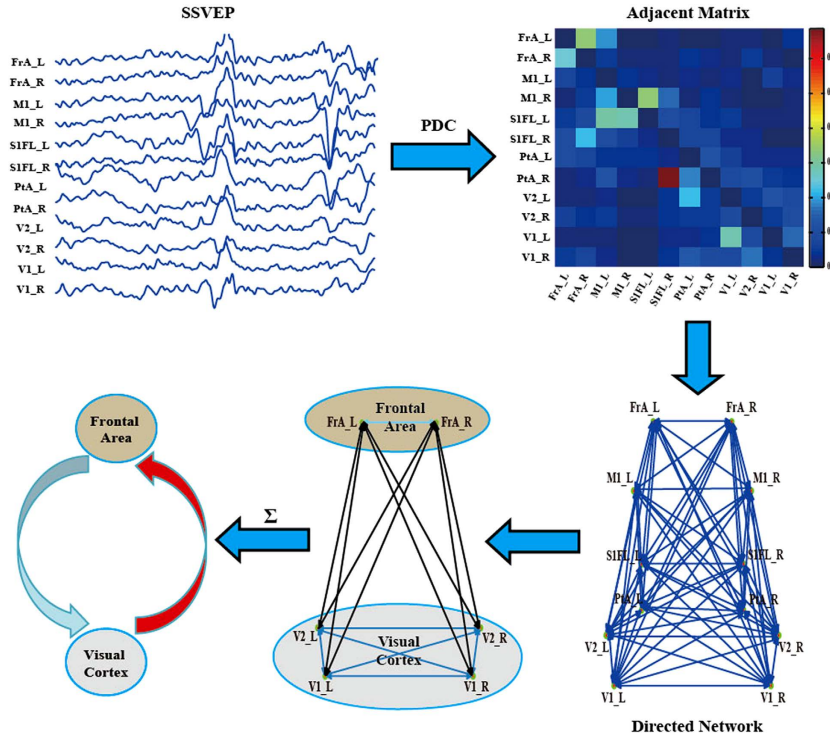 SSVEP
FrA_L
FrA_R
M1_L
M1_R
S1FL_L
S1FL_R
PtA_L
PtA_R
V2_L
V2_R
V1_L
V1_R
PDC
Adjacent Matrix
FrA_L
FrA_R
M1_L
M1_R
S1FL_L
S1FL_R
PtA_L
PtA_R
V2_L
V2_R
V1_L
V1_R
FrA_L
FrA_R
M1_L
M1_R
S1FL_L
S1FL_R
PtA_L
PtA_R
V1_L
V2_R
V1_L
V1_R
Frontal
Area
Visual
Cortex
Σ
Frontal
FrA_L Area FrA_R
V2_L Visual V2_R
Cortex
V1_L V1_R
FrA_L FrA_R
M1_L M1_R
S1FL_L S1FL_R
PtA_L PtA_R
V2_L V2_R
V1_L V1_R
Directed Network